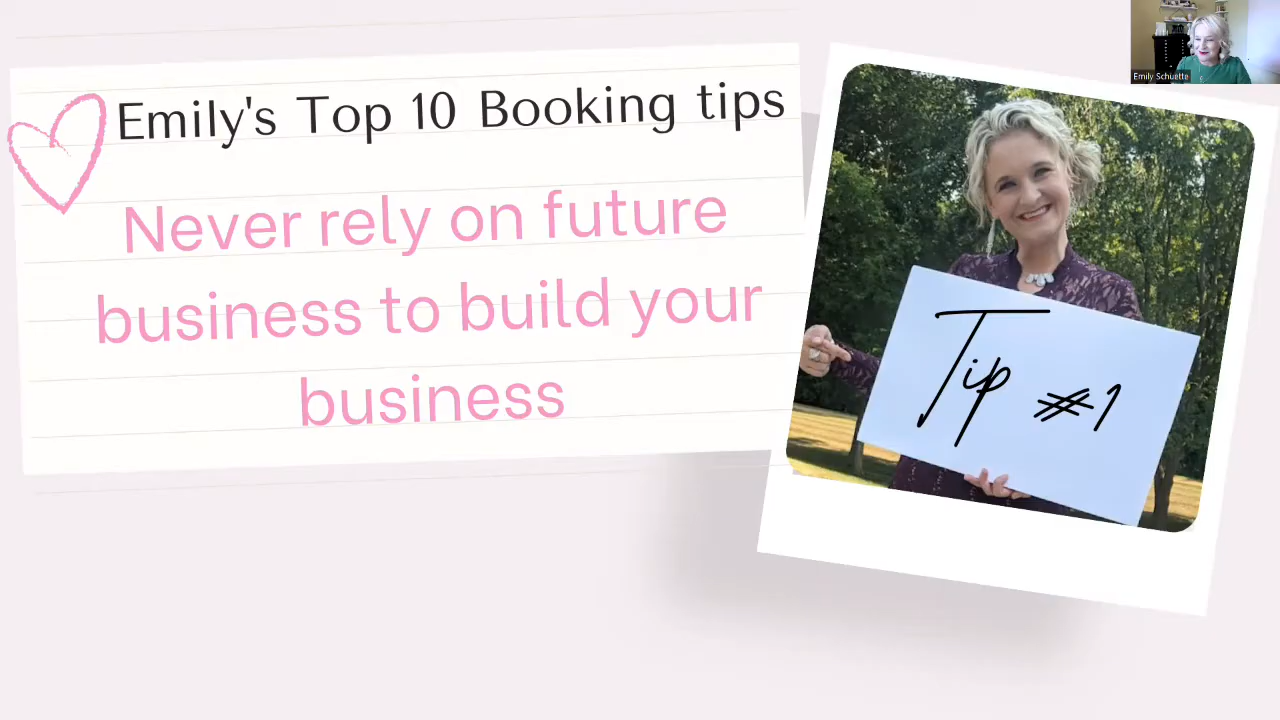 Emily's Top 10 Booking tips
Never rely on future
business to build your
business
Tip #1
Emily Schuette